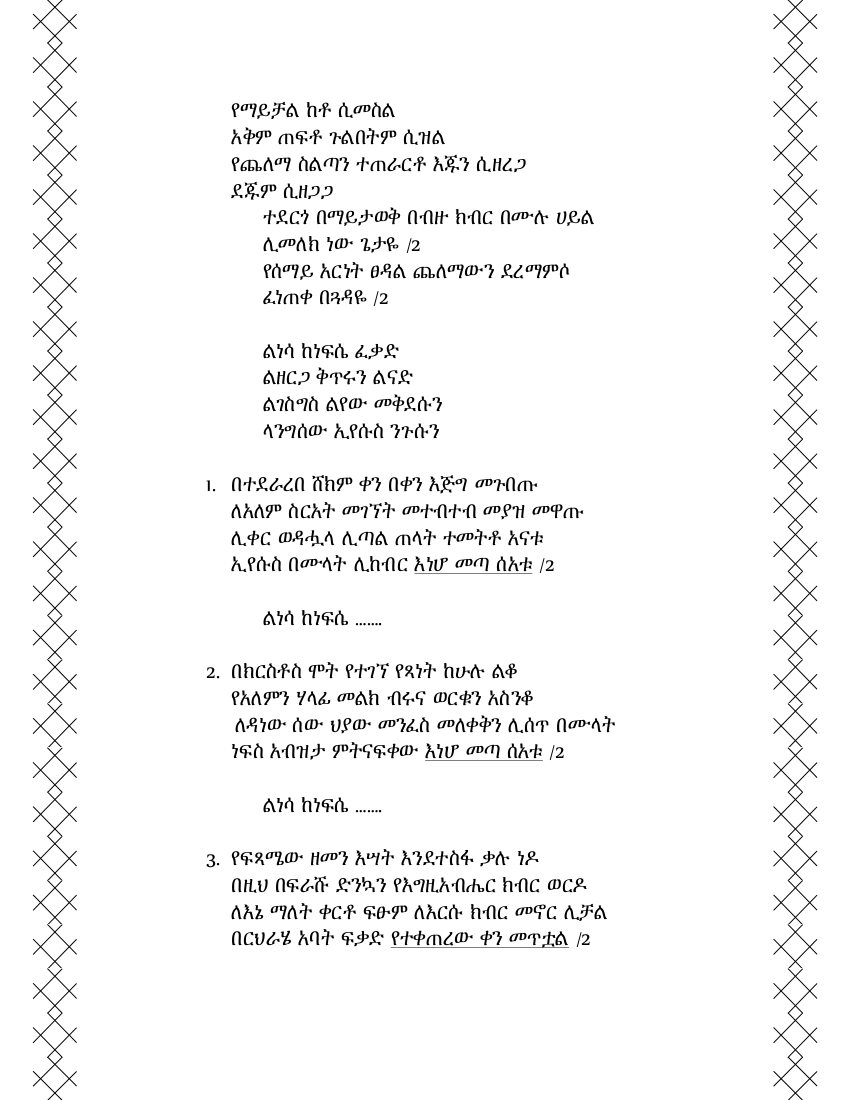 የማይቻል ከቶ ሲመስል
አቅም ጠፍቶ ጉልበትም ሲዝል
የጨለማ ስልጣን ተጠራርቶ እጁን ሲዘረጋ
ደጁም ሲዘጋጋ
ተደርጎ በማይታወቅ በብዙ ክብር በሙሉ ሀይል
ሊመለክ ነው ጌታዬ /2
የሰማይ አርነት ፀዳል ጨለማውን ደረማምሶ
ፈነጠቀ በጓዳዬ /2
ልነሳ ከነፍሴ ፈቃድ
ልዘርጋ ቅጥሩን ልናድ
ልገስግስ ልየው መቅደሱን
ላንግሰው ኢየሱስ ንጉሱን
1. በተደራረበ ሸክም ቀን በቀን እጅግ መጉበጡ
ለአለም ስርአት መገኘት መተብተብ መያዝ መዋጡ
ሊቀር ወዳሗላ ሊጣል ጠላት ተመትቶ አናቱ
ኢየሱስ በሙላት ሊከብር እነሆ መጣ ሰአቱ /2
ልነሳ ከነፍሴ .......
2. በክርስቶስ ሞት የተገኘ የጻነት ከሁሉ ልቆ
የአለምን ሃላፊ መልክ ብሩና ወርቁን አስንቆ
ለዳነው ሰው ህያው መንፈስ መለቀቅን ሊሰጥ በሙላት
ነፍስ አብዝታ ምትናፍቀው እነሆ መጣ ሰአቱ /2
ልነሳ ከነፍሴ .......
3. የፍጻሜው ዘመን እሣት እንደተስፋ ቃሉ ነዶ
በዚህ በፍራሹ ድንኳን የእግዚአብሔር ክብር ወርዶ
ለእኔ ማለት ቀርቶ ፍፁም ለእርሱ ክብር መኖር ሊቻል
በርህራሄ አባት ፍቃድ የተቀጠረው ቀን መጥቷል /2